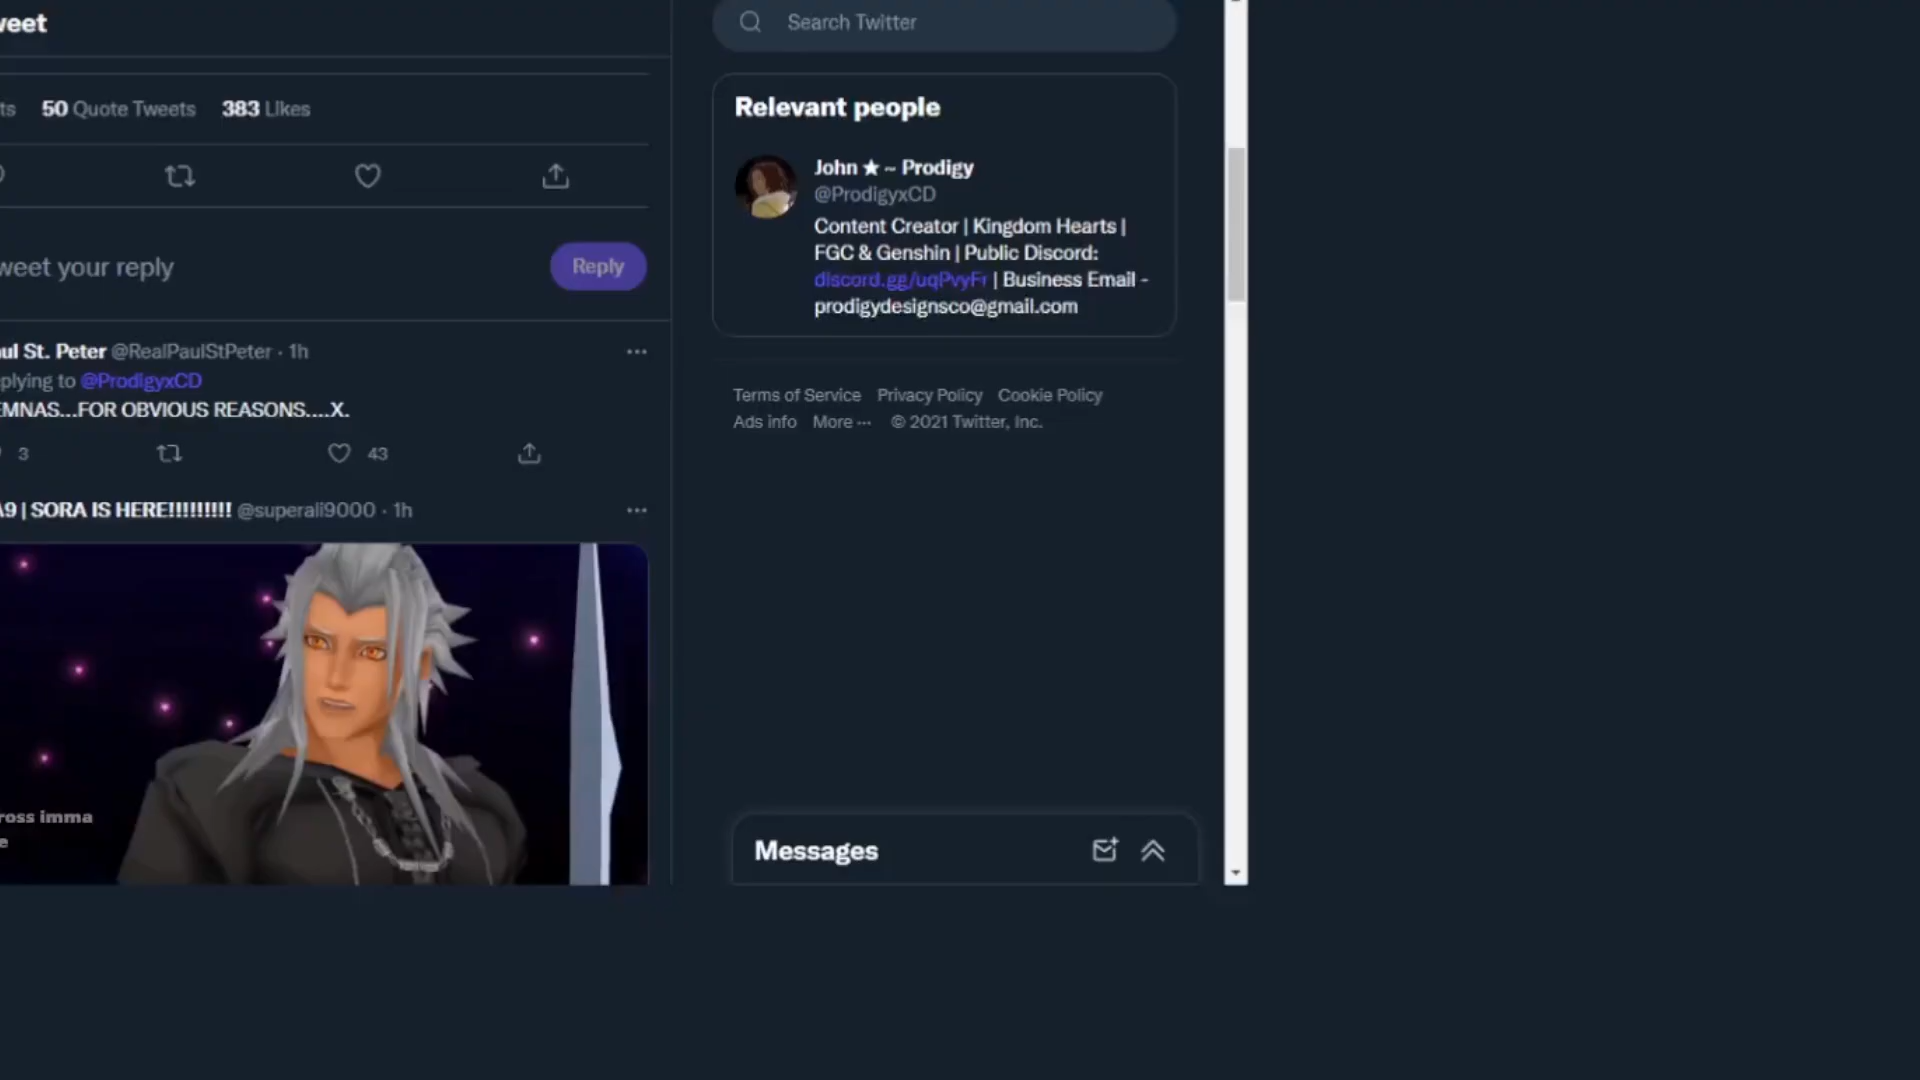 weet
Search Twitter
ts 50 Quote Tweets 383 Likes
Relevant people
John ★ ~ Prodigy
@ProdigyxCD
Content Creator | Kingdom Hearts |
FGC & Genshin | Public Discord:
discord.gg/uqPvyFr | Business Email -
prodigydesignsco@gmail.com
weet your reply
Reply
ul St. Peter @RealPaulStPeter · 1h
plying to @ProdigyxCD
EMNAS...FOR OBVIOUS REASONS....X.
3
43
A9 | SORA IS HERE!!!!!!!!! @superali9000 · 1h
ross imma
e
Terms of Service Privacy Policy Cookie Policy
Ads info More ··· © 2021 Twitter, Inc.
Messages